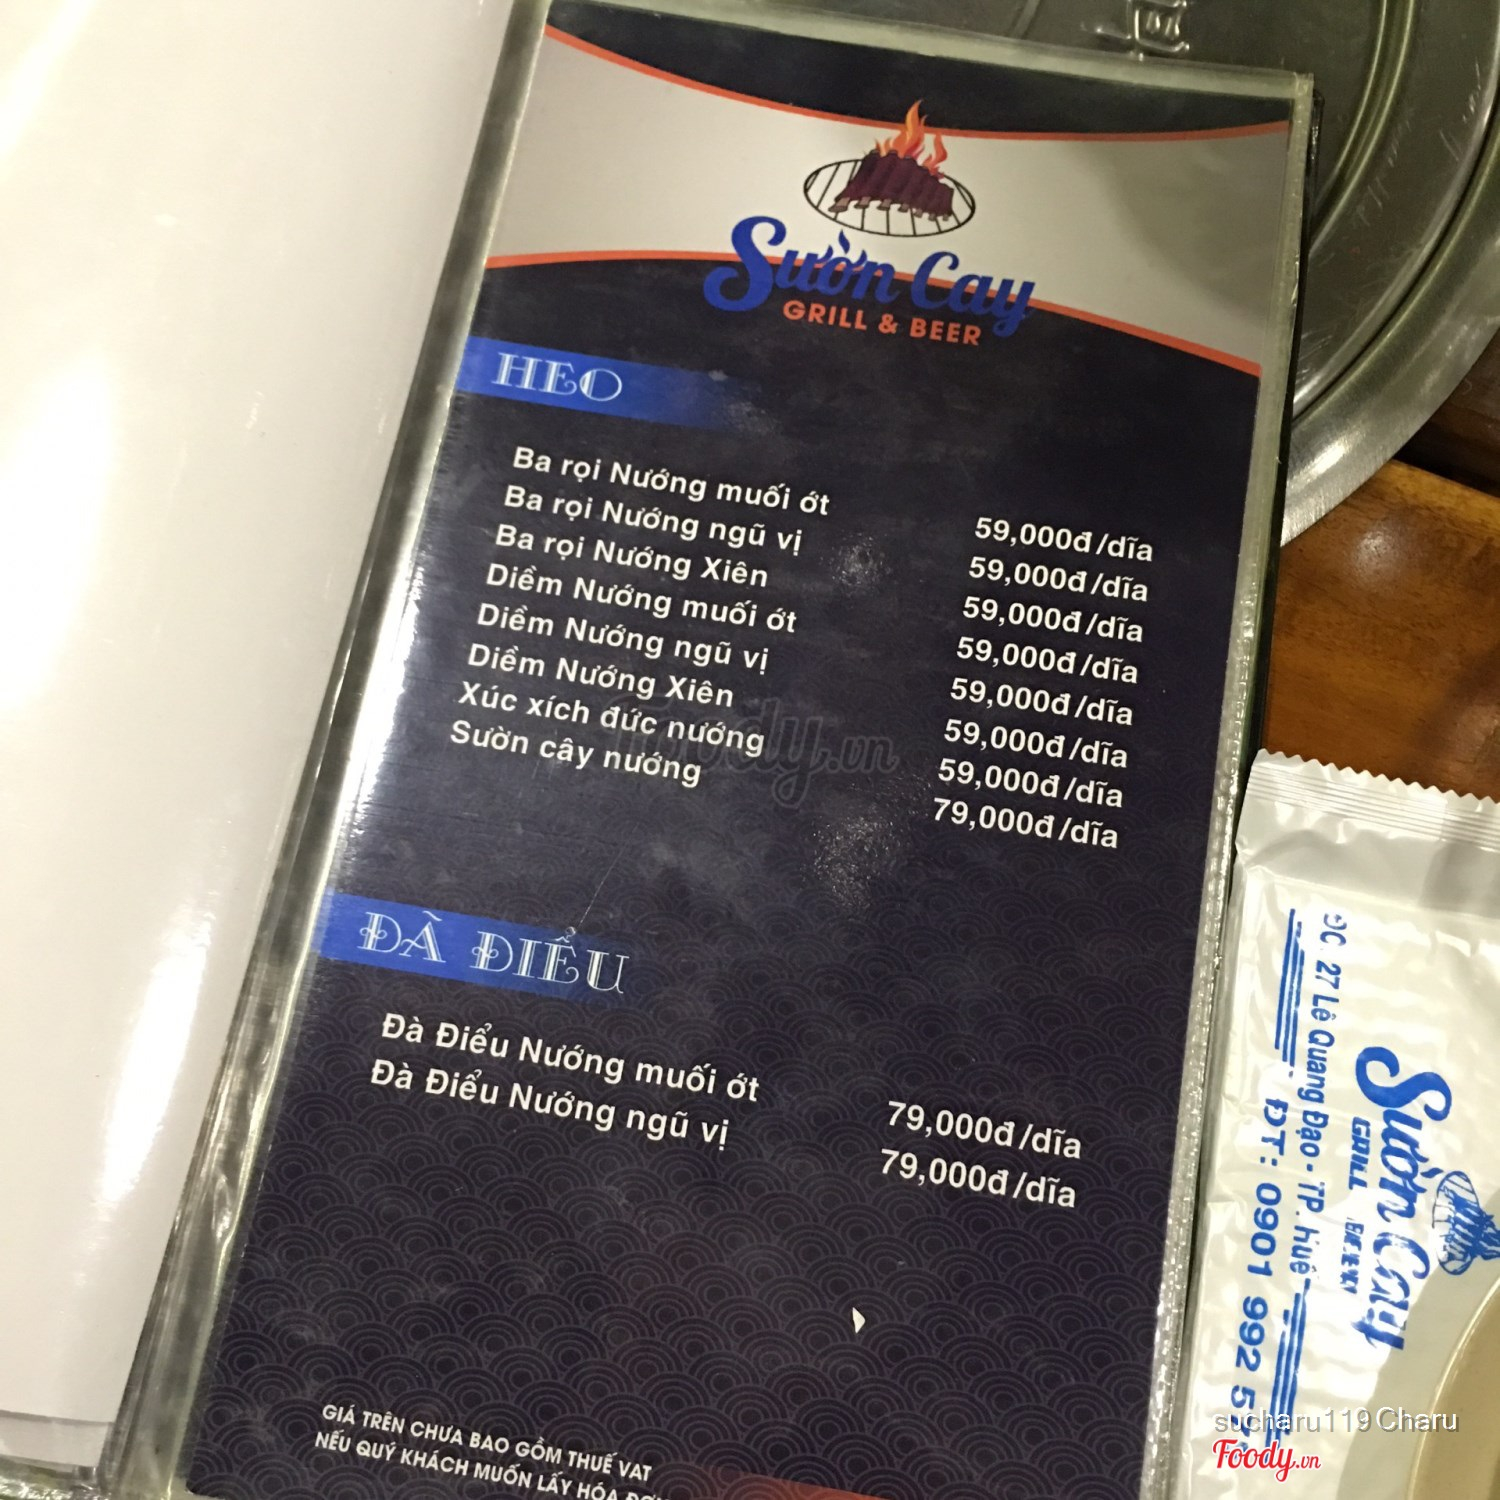 Sườn Cay
GRILL & BEER
HEO
Ba rọi Nướng muối ớt 59,000đ/dĩa
Ba rọi Nướng ngũ vị 59,000đ/dĩa
Ba rọi Nướng Xiên 59,000đ/dĩa
Diềm Nướng muối ớt 59,000đ/dĩa
Diềm Nướng ngũ vị 59,000đ/dĩa
Diềm Nướng Xiên 59,000đ/dĩa
Xúc xích đức nướng 59,000đ/dĩa
Sườn cây nướng 79,000đ/dĩa
ĐÀ ĐIỂU
Đà Điểu Nướng muối ớt 79,000đ/dĩa
Đà Điểu Nướng ngũ vị 79,000đ/dĩa
GIÁ TRÊN CHƯA BAO GỒM THUẾ VAT
NẾU QUÝ KHÁCH MUỐN LẤY HÓA
Foody.vn
Sườn Cay
GRILL BEER
ĐC: 27 Lê Quang Đạo - TP. Huế
ĐT: 0901 992
sucharu119 Charu
Foody.vn